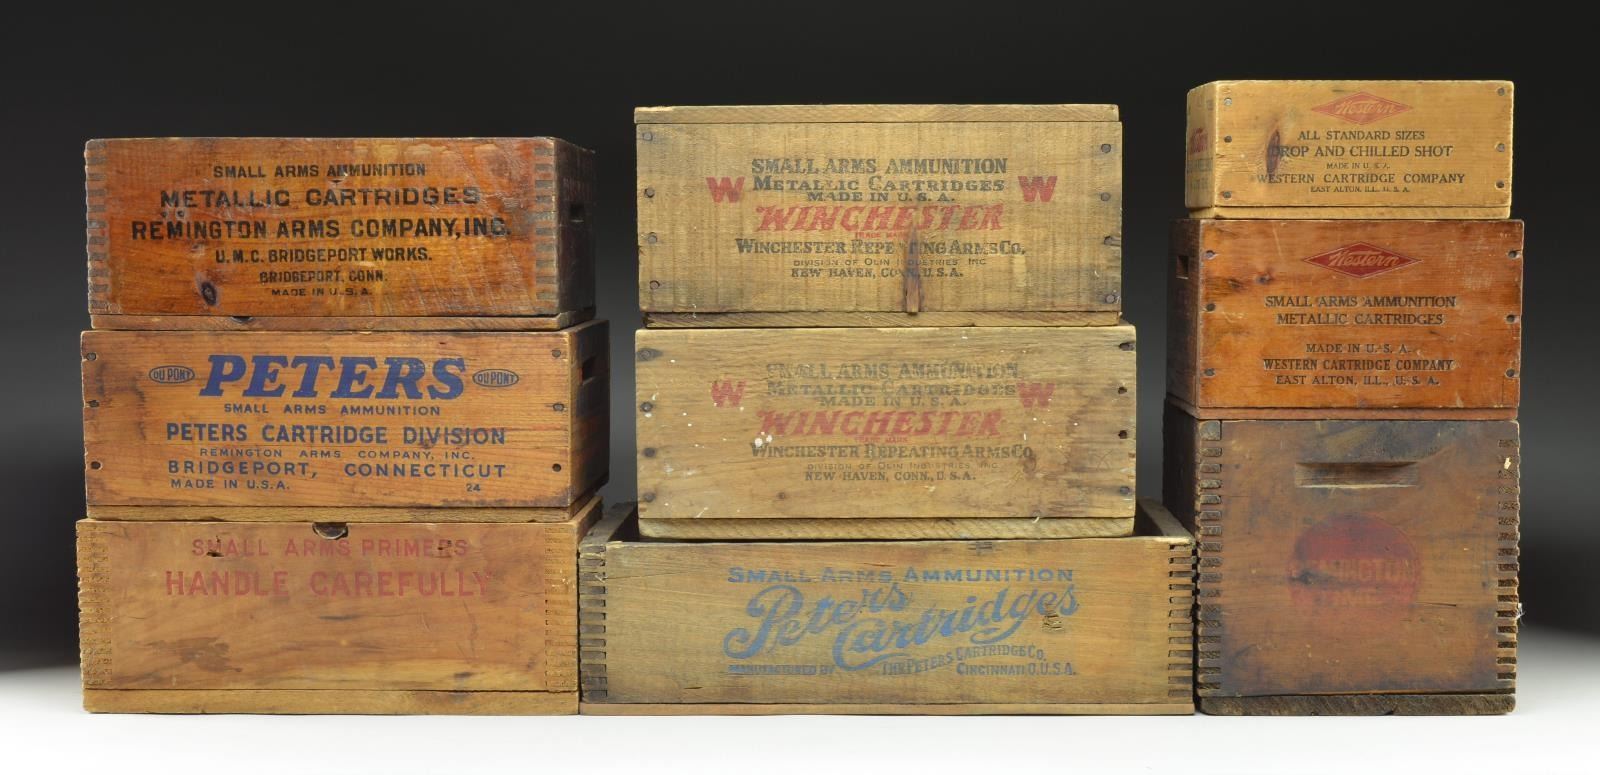 SMALL ARMS AMMUNITION
METALLIC CARTRIDGES
REMINGTON ARMS COMPANY, INC.
U.M.C. BRIDGEPORT WORKS.
BRIDGEPORT, CONN.
MADE IN U.S.A.
DU PONT PETERS DU PONT
SMALL ARMS AMMUNITION
PETERS CARTRIDGE DIVISION
REMINGTON ARMS COMPANY, INC.
BRIDGEPORT, CONNECTICUT
MADE IN U.S.A. 24
SMALL ARMS PRIMERS
HANDLE CAREFULLY
SMALL ARMS AMMUNITION
W METALLIC CARTRIDGES W
MADE IN U.S.A.
WINCHESTER
TRADE MARK
WINCHESTER REPEATING ARMS CO.
DIVISION OF OLIN INDUSTRIES, INC
NEW HAVEN, CONN., U.S.A.
SMALL ARMS AMMUNITION
W METALLIC CARTRIDGES W
MADE IN U.S.A.
WINCHESTER
TRADE MARK
WINCHESTER REPEATING ARMS CO
DIVISION OF OLIN INDUSTRIES, INC
NEW HAVEN, CONN., U.S.A.
SMALL ARMS AMMUNITION
Peters
Cartridges
MANUFACTURED BY THE PETERS CARTRIDGE CO.
CINCINNATI, O. U.S.A.
Western
ALL STANDARD SIZES
DROP AND CHILLED SHOT
MADE IN U.S.A.
WESTERN CARTRIDGE COMPANY
EAST ALTON, ILL., U.S.A.
Western
SMALL ARMS AMMUNITION
METALLIC CARTRIDGES
MADE IN U.S.A.
WESTERN CARTRIDGE COMPANY
EAST ALTON, ILL., U.S.A.
REMINGTON